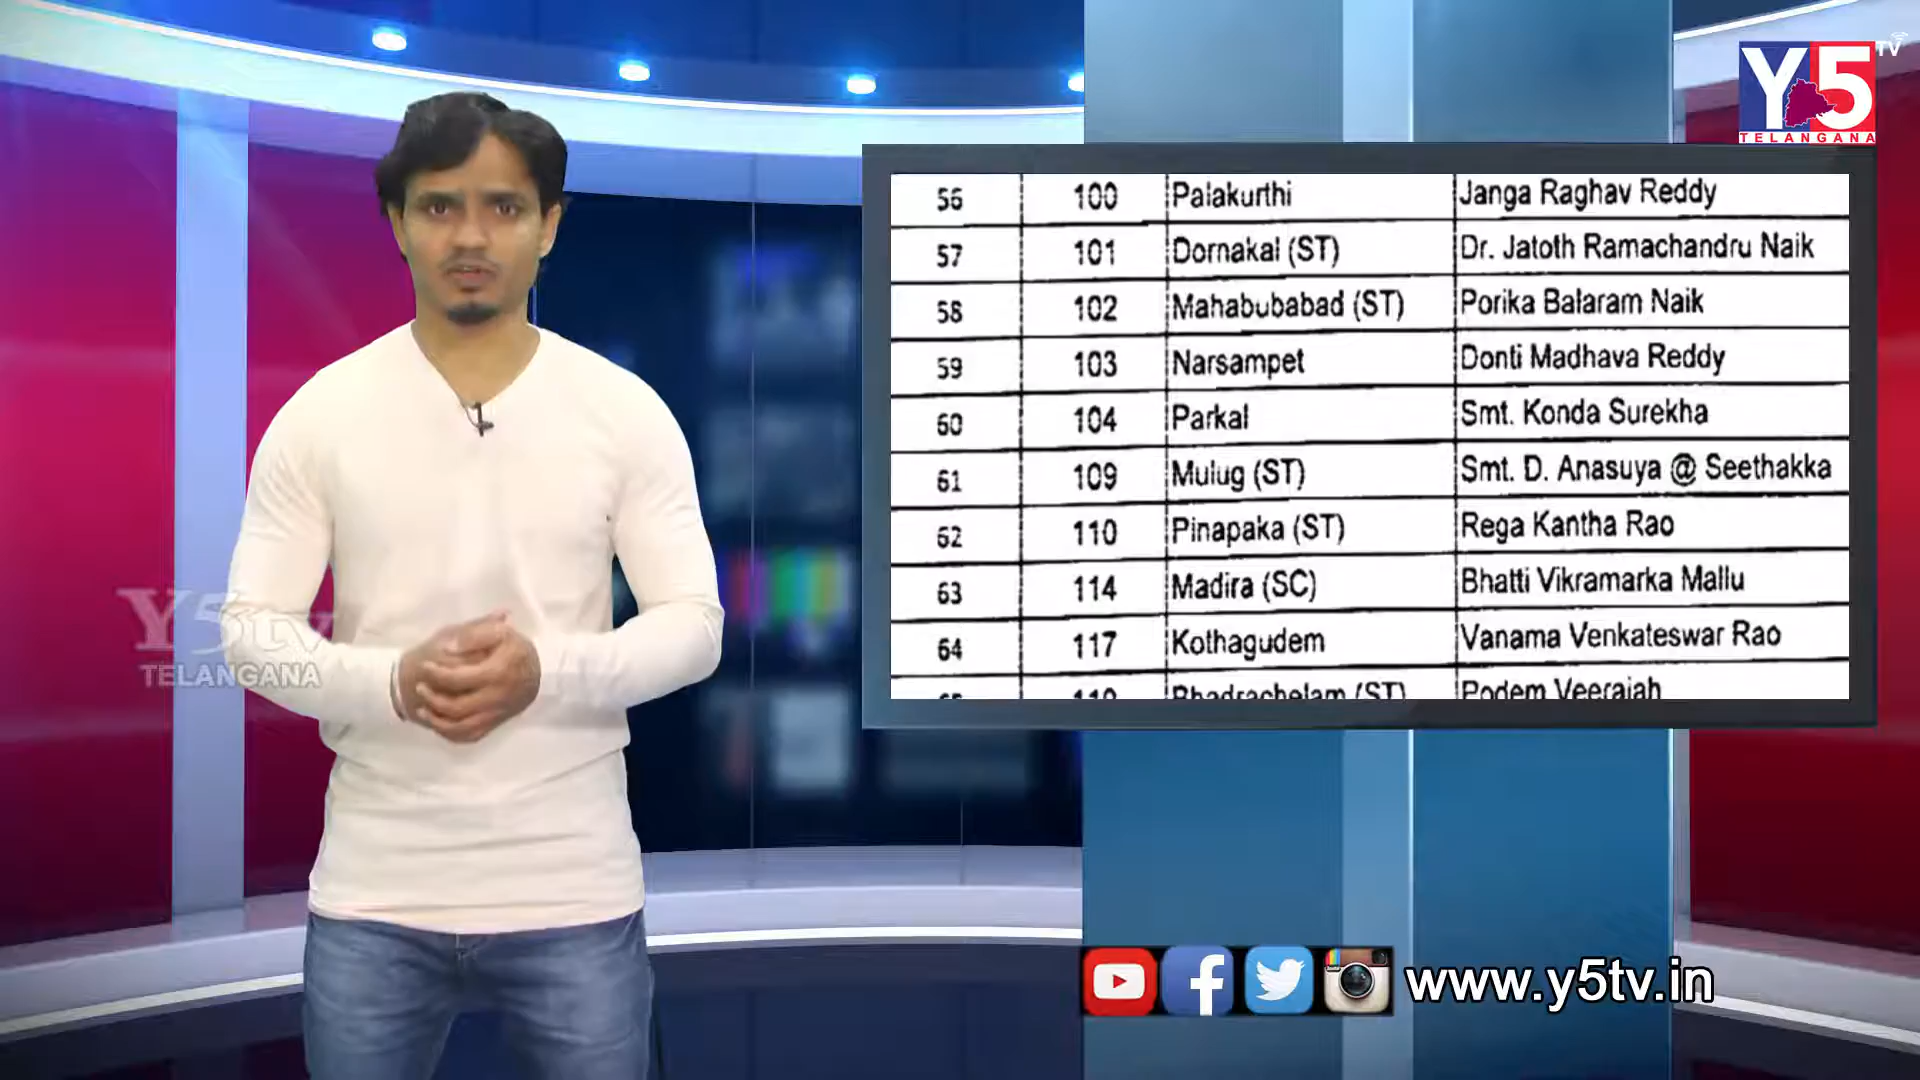 Y5 TV
TELANGANA
56 100 Palakurthi Janga Raghav Reddy
57 101 Dornakal (ST) Dr. Jatoth Ramachandru Naik
58 102 Mahabubabad (ST) Porika Balaram Naik
59 103 Narsampet Donti Madhava Reddy
60 104 Parkal Smt. Konda Surekha
61 109 Mulug (ST) Smt. D. Anasuya @ Seethakka
62 110 Pinapaka (ST) Rega Kantha Rao
63 114 Madira (SC) Bhatti Vikramarka Mallu
64 117 Kothagudem Vanama Venkateswar Rao
Bhadrachelam (ST) Podem Veeraiah
Y5tv
TELANGANA
www.y5tv.in